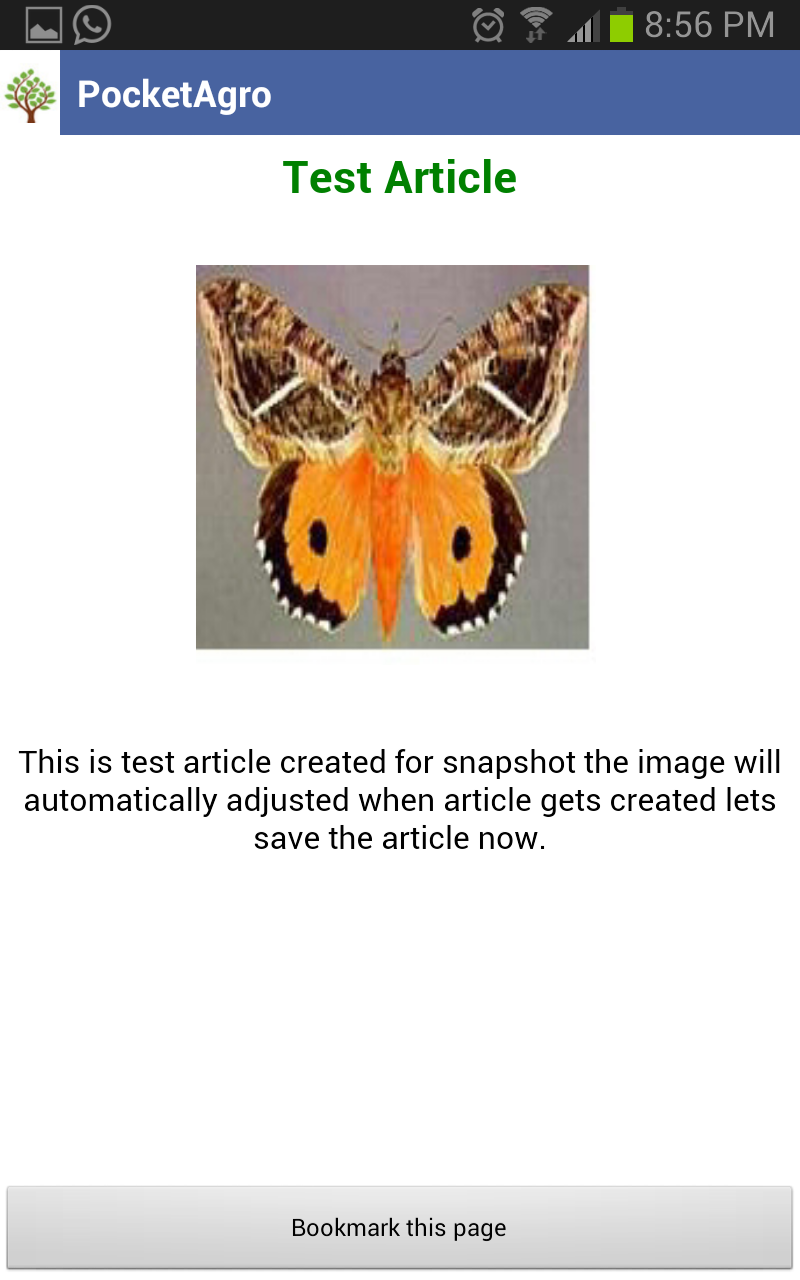 8:56 PM
PocketAgro
Test Article
This is test article created for snapshot the image will
automatically adjusted when article gets created lets
save the article now.
Bookmark this page